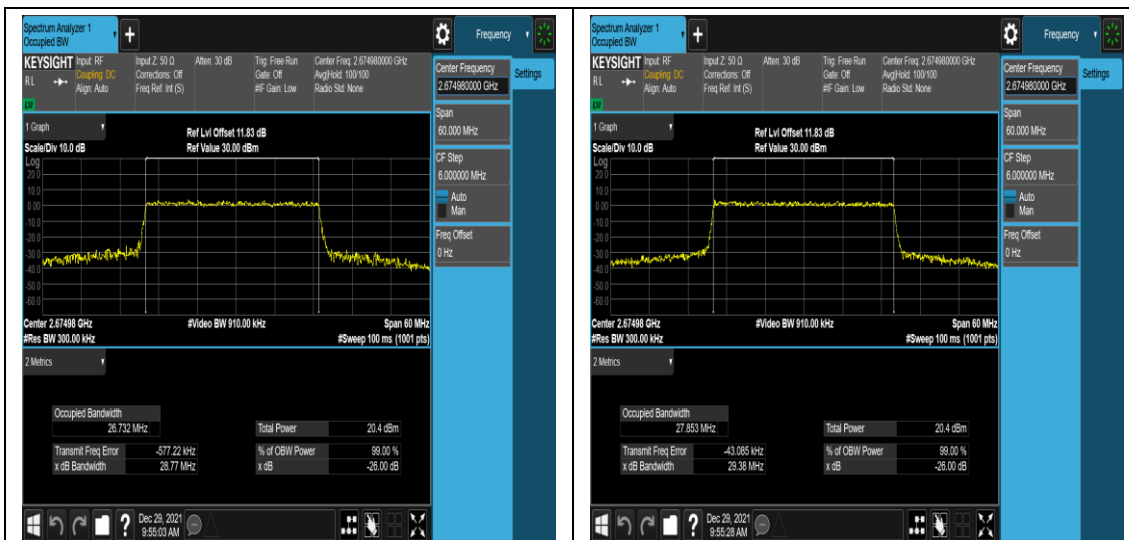 Spectrum Analyzer 1
Occupied BW
+
Frequency
KEYSIGHT
R L
Input: RF
Coupling: DC
Align: Auto
Input Z: 50 Ω
Corrections: Off
Freq Ref: Int (S)
Atten: 30 dB
Trig: Free Run
Gate: Off
#IF Gain: Low
Center Freq: 2.674980000 GHz
Avg|Hold: 100/100
Radio Std: None
Center Frequency
2.674980000 GHz
Settings
Span
60.000 MHz
CF Step
6.000000 MHz
Auto
Man
Freq Offset
0 Hz
1 Graph
Scale/Div 10.0 dB
Ref Lvl Offset 11.83 dB
Ref Value 30.00 dBm
Log
20.0
10.0
0.00
-10.0
-20.0
-30.0
-40.0
-50.0
-60.0
Center 2.67498 GHz
#Res BW 300.00 kHz
#Video BW 910.00 kHz
Span 60 MHz
#Sweep 100 ms (1001 pts)
2 Metrics
Occupied Bandwidth
26.732 MHz
Transmit Freq Error -577.22 kHz
x dB Bandwidth 28.77 MHz
Total Power 20.4 dBm
% of OBW Power 99.00 %
x dB -26.00 dB
?
Dec 29, 2021
9:55:03 AM
Spectrum Analyzer 1
Occupied BW
+
Frequency
KEYSIGHT
R L
Input: RF
Coupling: DC
Align: Auto
Input Z: 50 Ω
Corrections: Off
Freq Ref: Int (S)
Atten: 30 dB
Trig: Free Run
Gate: Off
#IF Gain: Low
Center Freq: 2.674980000 GHz
Avg|Hold: 100/100
Radio Std: None
Center Frequency
2.674980000 GHz
Settings
Span
60.000 MHz
CF Step
6.000000 MHz
Auto
Man
Freq Offset
0 Hz
1 Graph
Scale/Div 10.0 dB
Ref Lvl Offset 11.83 dB
Ref Value 30.00 dBm
Log
20.0
10.0
0.00
-10.0
-20.0
-30.0
-40.0
-50.0
-60.0
Center 2.67498 GHz
#Res BW 300.00 kHz
#Video BW 910.00 kHz
Span 60 MHz
#Sweep 100 ms (1001 pts)
2 Metrics
Occupied Bandwidth
27.853 MHz
Transmit Freq Error -43.085 kHz
x dB Bandwidth 29.38 MHz
Total Power 20.4 dBm
% of OBW Power 99.00 %
x dB -26.00 dB
?
Dec 29, 2021
9:55:28 AM